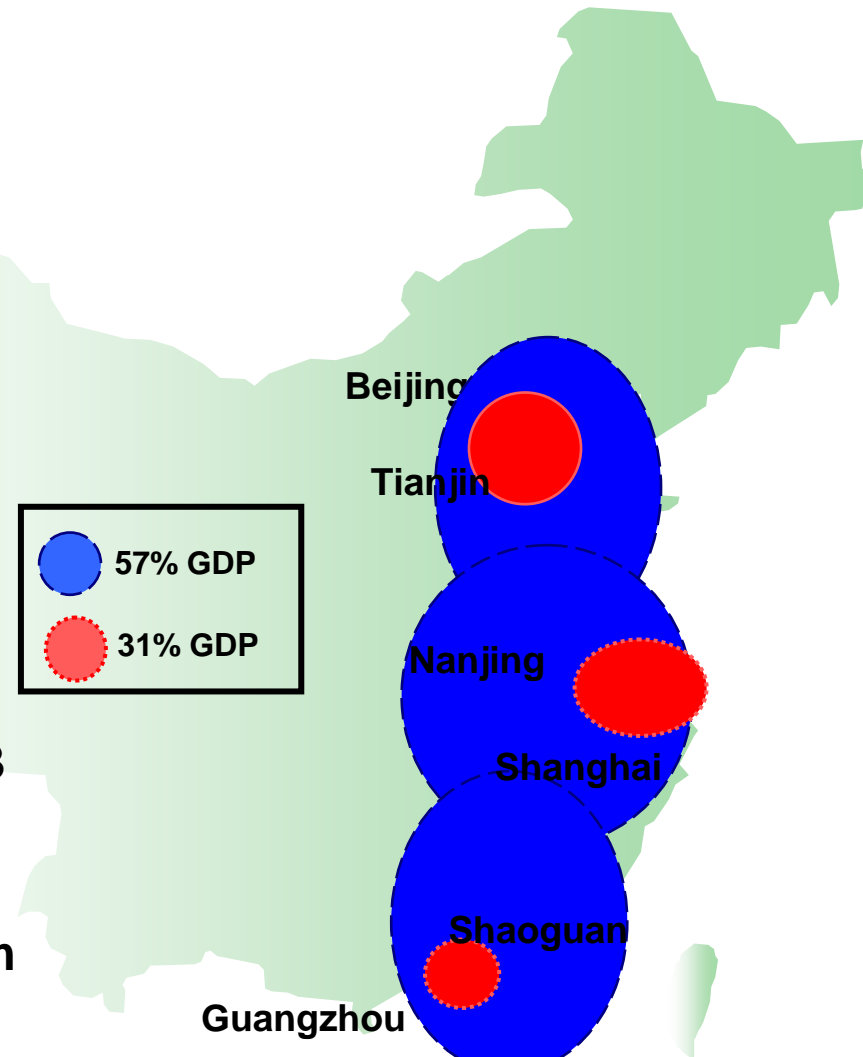 Beijing
Tianjin
57% GDP
31% GDP
Nanjing
Shanghai
Shaoguan
Guangzhou